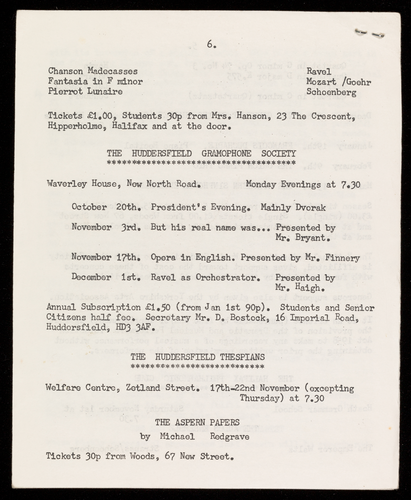 6.
Chanson Madecasses Ravel
Fantasia in F minor Mozart /Goehr
Pierrot Lunaire Schoenberg
Tickets £1.00, Students 30p from Mrs. Hanson, 23 The Crescent,
Hipperholme, Halifax and at the door.
THE HUDDERSFIELD GRAMOPHONE SOCIETY
***********************************
Waverley House, New North Road. Monday Evenings at 7.30
October 20th. President's Evening. Mainly Dvorak
November 3rd. But his real name was... Presented by
Mr. Bryant.
November 17th. Opera in English. Presented by Mr. Finnery
December 1st. Ravel as Orchestrator. Presented by
Mr. Haigh.
Annual Subscription £1.50 (from Jan 1st 90p). Students and Senior
Citizens half fee. Secretary Mr. D. Bostock, 16 Imperial Road,
Huddersfield, HD3 3AF.
THE HUDDERSFIELD THESPIANS
**************************
Welfare Centre, Zetland Street. 17th-22nd November (excepting
Thursday) at 7.30
THE ASPERN PAPERS
by Michael Redgrave
Tickets 30p from Woods, 67 New Street.